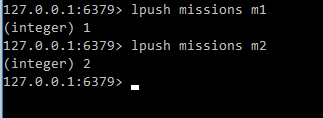 127.0.0.1:6379> lpush missions m1
(integer) 1
127.0.0.1:6379> lpush missions m2
(integer) 2
127.0.0.1:6379>